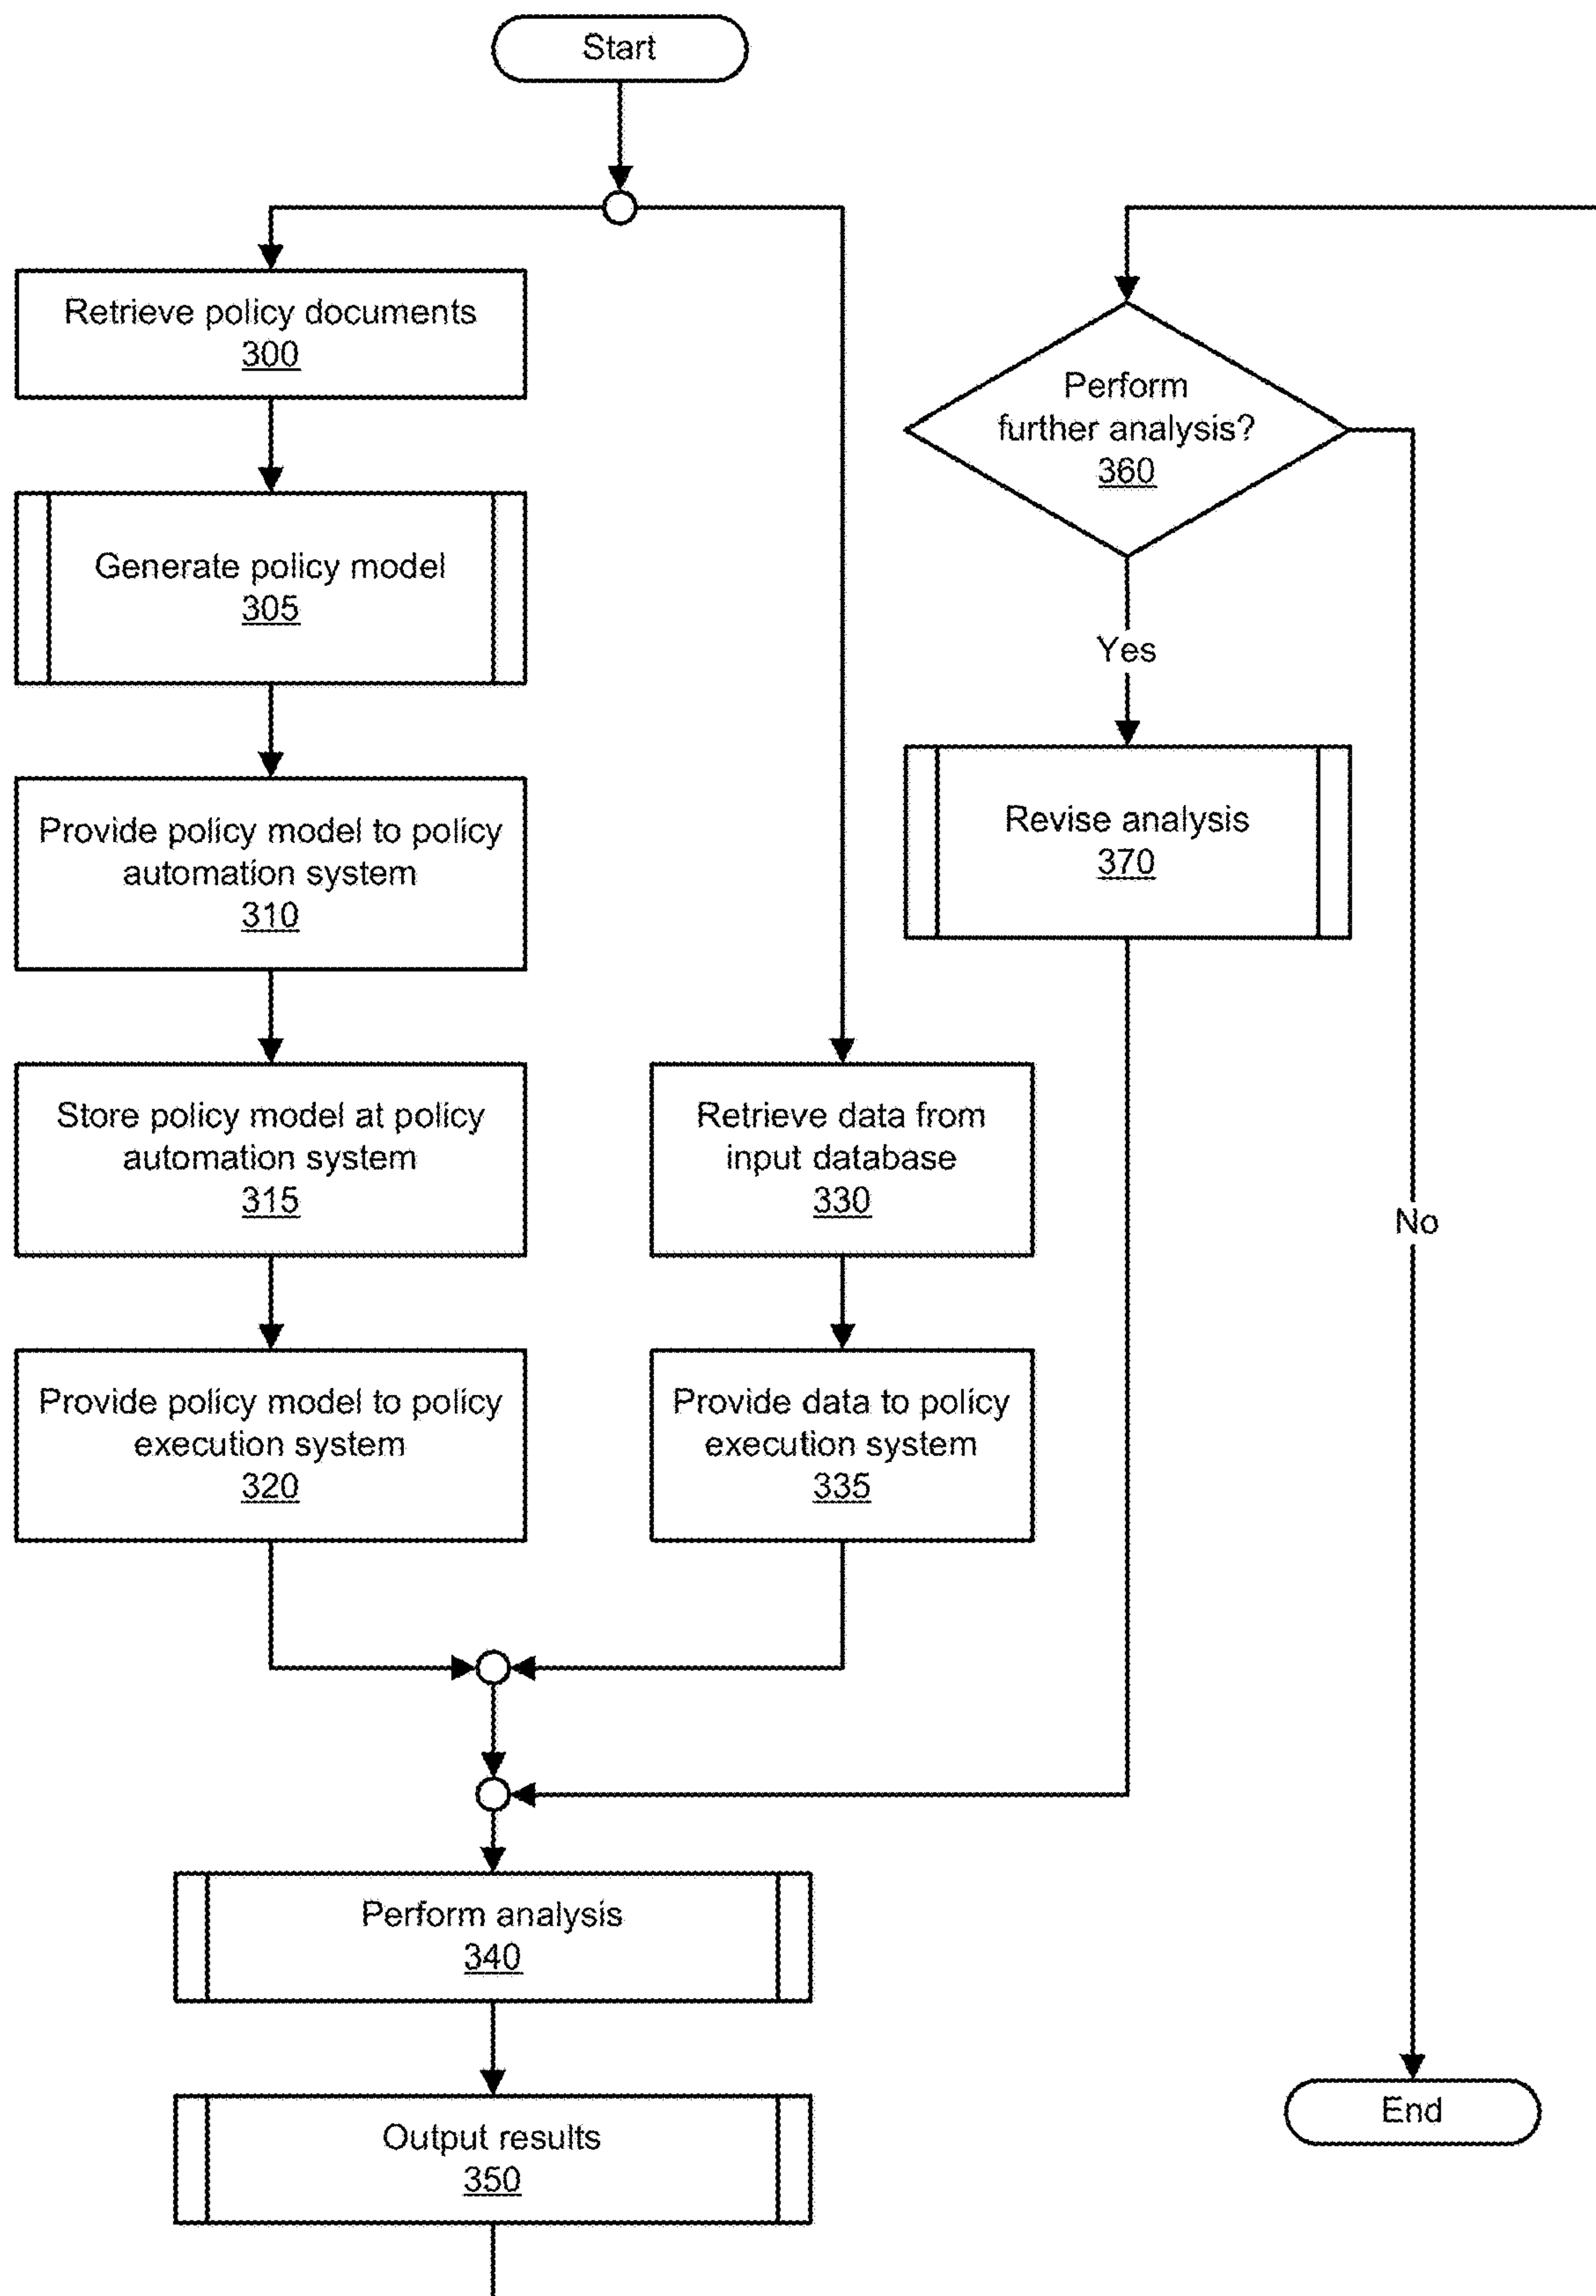 Start
Retrieve policy documents
300
Generate policy model
305
Provide policy model to policy
automation system
310
Store policy model at policy
automation system
315
Provide policy model to policy
execution system
320
Retrieve data from
input database
330
Provide data to policy
execution system
335
Perform analysis
340
Output results
350
Perform
further analysis?
360
Yes
Revise analysis
370
No
End